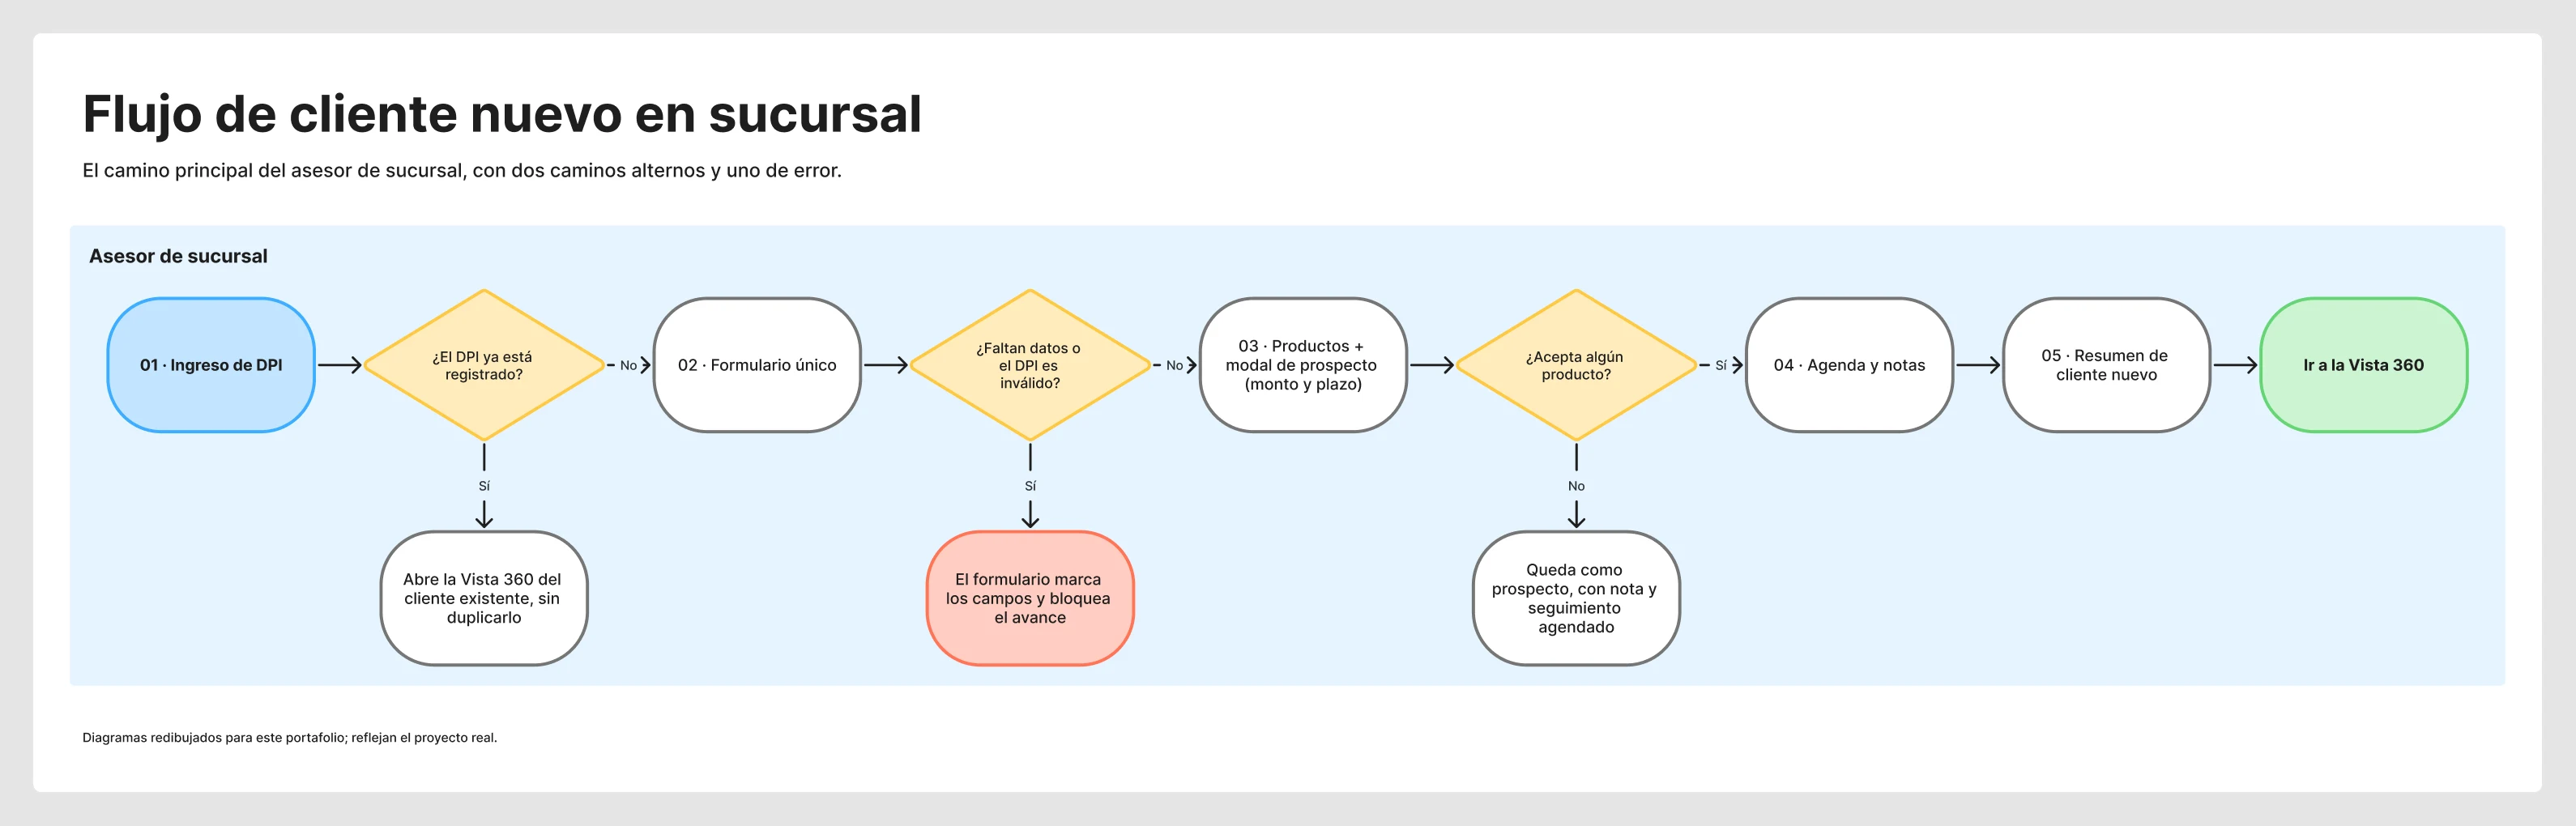 Flujo de cliente nuevo en sucursal
El camino principal del asesor de sucursal, con dos caminos alternos y uno de error.
Asesor de sucursal
01 · Ingreso de DPI
¿El DPI ya está
registrado?
No
02 · Formulario único
¿Faltan datos o
el DPI es
inválido?
No
03 · Productos +
modal de prospecto
(monto y plazo)
¿Acepta algún
producto?
Sí
04 · Agenda y notas
05 · Resumen de
cliente nuevo
Ir a la Vista 360
Sí
Sí
No
Abre la Vista 360 del
cliente existente, sin
duplicarlo
El formulario marca
los campos y bloquea
el avance
Queda como
prospecto, con nota y
seguimiento
agendado
Diagramas redibujados para este portafolio; reflejan el proyecto real.